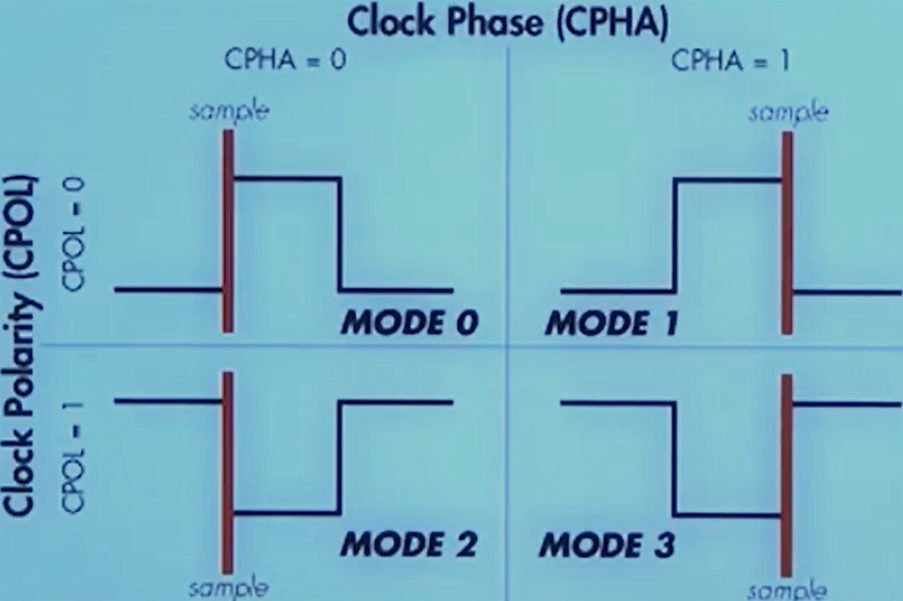 Clock Phase (CPHA)
CPHA = 0
CPHA = 1
sample
sample
Clock Polarity (CPOL)
CPOL = 0
MODE 0
MODE 1
CPOL = 1
MODE 2
MODE 3
sample
sample